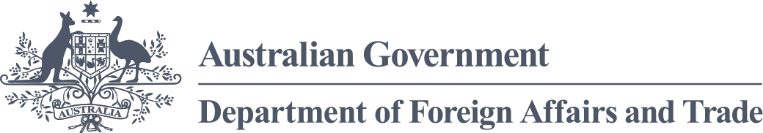 Australian Government
AUSTRALIA
Department of Foreign Affairs and Trade